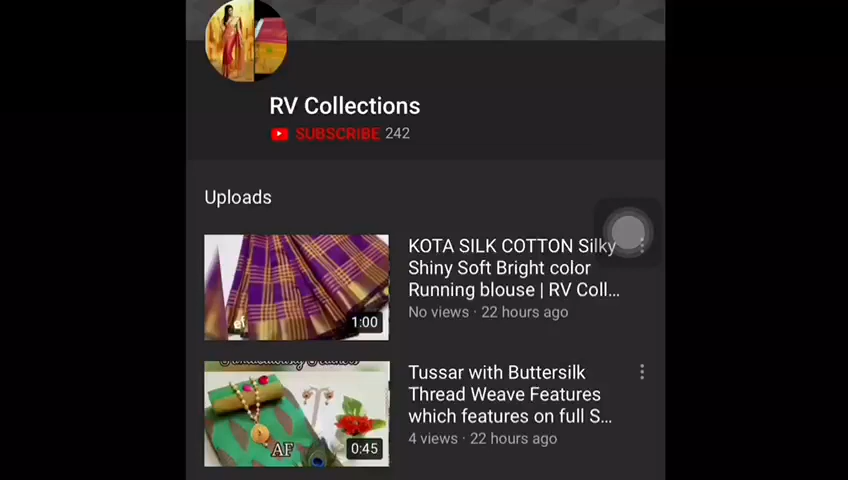 RV Collections
SUBSCRIBE 242
Uploads
KOTA SILK COTTON Silky
Shiny Soft Bright color
Running blouse | RV Coll...
No views · 22 hours ago
1:00
Tussar with Buttersilk
Thread Weave Features
which features on full S...
4 views · 22 hours ago
AF
0:45